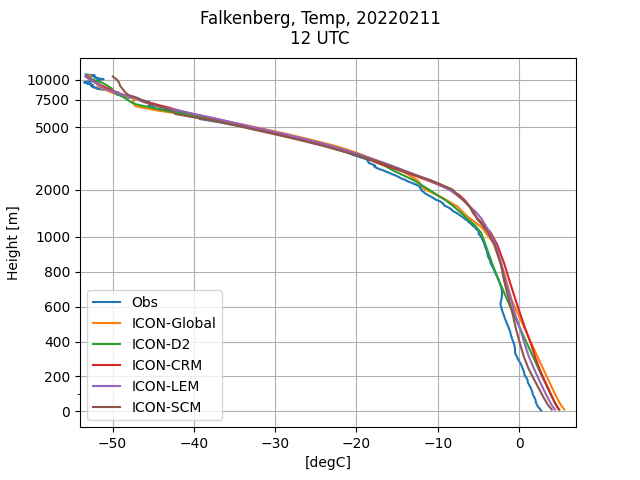 Falkenberg, Temp, 20220211
12 UTC
Height [m]
10000
7500
5000
2000
1000
800
600
400
200
0
Obs
ICON-Global
ICON-D2
ICON-CRM
ICON-LEM
ICON-SCM
−50 −40 −30 −20 −10 0
[degC]